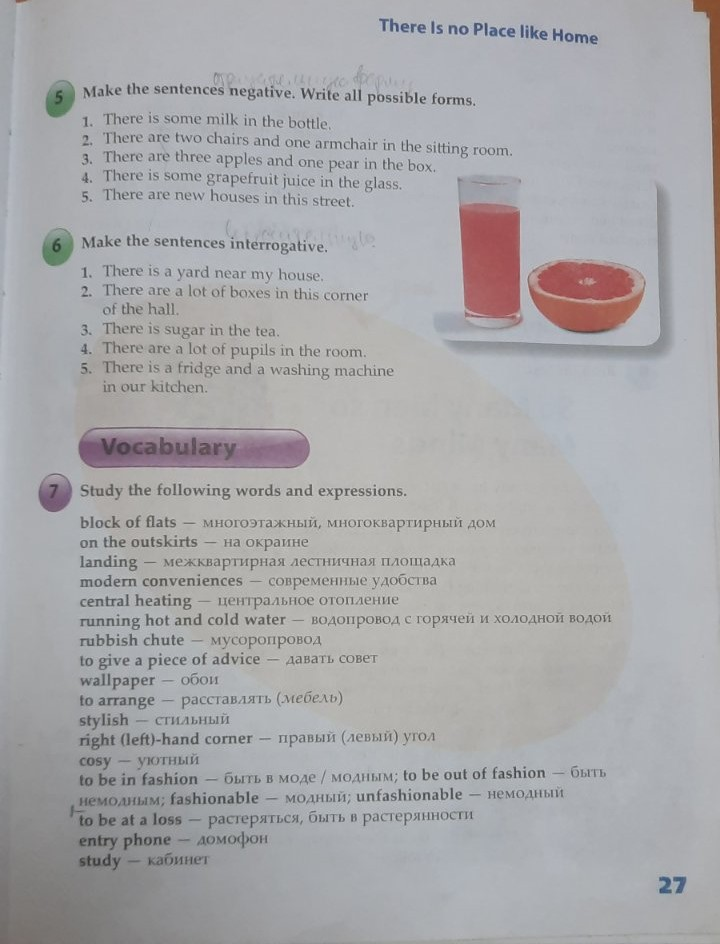 There Is no Place like Home
5 Make the sentences negative. Write all possible forms.
1. There is some milk in the bottle.
2. There are two chairs and one armchair in the sitting room.
3. There are three apples and one pear in the box.
4. There is some grapefruit juice in the glass.
5. There are new houses in this street.
6 Make the sentences interrogative.
1. There is a yard near my house.
2. There are a lot of boxes in this corner
of the hall.
3. There is sugar in the tea.
4. There are a lot of pupils in the room.
5. There is a fridge and a washing machine
in our kitchen.
Vocabulary
7 Study the following words and expressions.
block of flats — многоэтажный, многоквартирный дом
on the outskirts — на окраине
landing — межквартирная лестничная площадка
modern conveniences — современные удобства
central heating — центральное отопление
running hot and cold water — водопровод с горячей и холодной водой
rubbish chute — мусоропровод
to give a piece of advice — давать совет
wallpaper — обои
to arrange — расставлять (мебель)
stylish — стильный
right (left)-hand corner — правый (левый) угол
cosy — уютный
to be in fashion — быть в моде / модным; to be out of fashion — быть
немодным; fashionable — модный; unfashionable — немодный
to be at a loss — растеряться, быть в растерянности
entry phone — домофон
study — кабинет
27